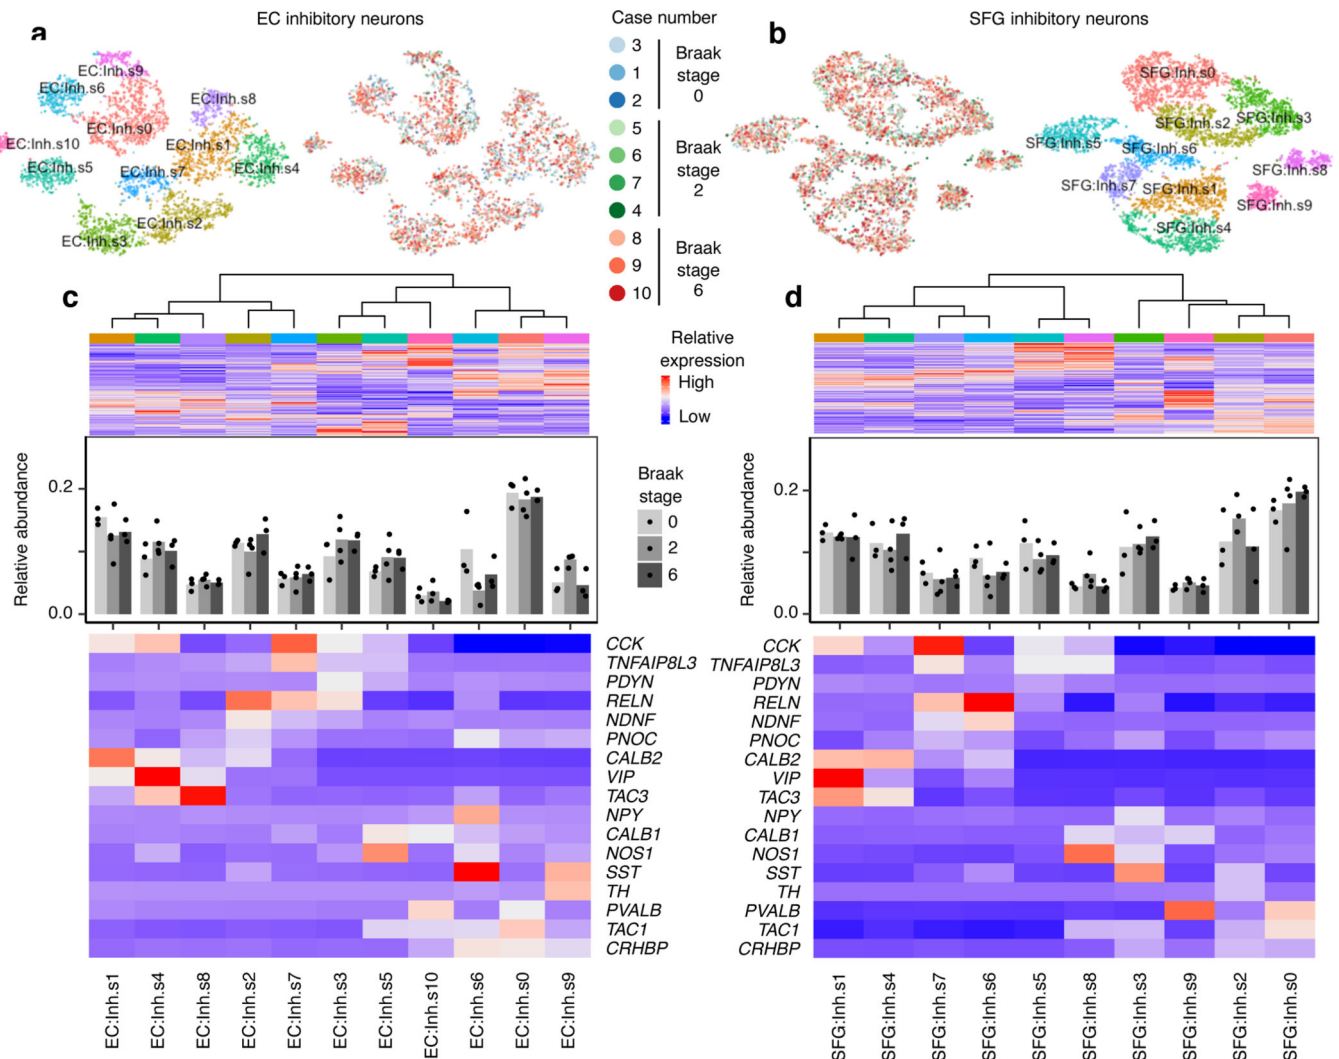 a
EC inhibitory neurons
Case number
b
SFG inhibitory neurons
EC:Inh.s9
EC:Inh.s6
EC:Inh.s8
EC:Inh.s0
EC:Inh.s10
EC:Inh.s1
EC:Inh.s5
EC:Inh.s7
EC:Inh.s4
EC:Inh.s2
EC:Inh.s3
3
1
2
Braak
stage
0
5
6
7
4
Braak
stage
2
8
9
10
Braak
stage
6
SFG:Inh.s0
SFG:Inh.s3
SFG:Inh.s2
SFG:Inh.s5
SFG:Inh.s6
SFG:Inh.s8
SFG:Inh.s7
SFG:Inh.s1
SFG:Inh.s9
SFG:Inh.s4
c
d
Relative
expression
High
Low
Relative abundance
0.2
0.0
Braak
stage
0
2
6
Relative abundance
0.2
0.0
CCK
TNFAIP8L3
PDYN
RELN
NDNF
PNOC
CALB2
VIP
TAC3
NPY
CALB1
NOS1
SST
TH
PVALB
TAC1
CRHBP
CCK
TNFAIP8L3
PDYN
RELN
NDNF
PNOC
CALB2
VIP
TAC3
NPY
CALB1
NOS1
SST
TH
PVALB
TAC1
CRHBP
EC:Inh.s1
EC:Inh.s4
EC:Inh.s8
EC:Inh.s2
EC:Inh.s7
EC:Inh.s3
EC:Inh.s5
EC:Inh.s10
EC:Inh.s6
EC:Inh.s0
EC:Inh.s9
SFG:Inh.s1
SFG:Inh.s4
SFG:Inh.s7
SFG:Inh.s6
SFG:Inh.s5
SFG:Inh.s8
SFG:Inh.s3
SFG:Inh.s9
SFG:Inh.s2
SFG:Inh.s0